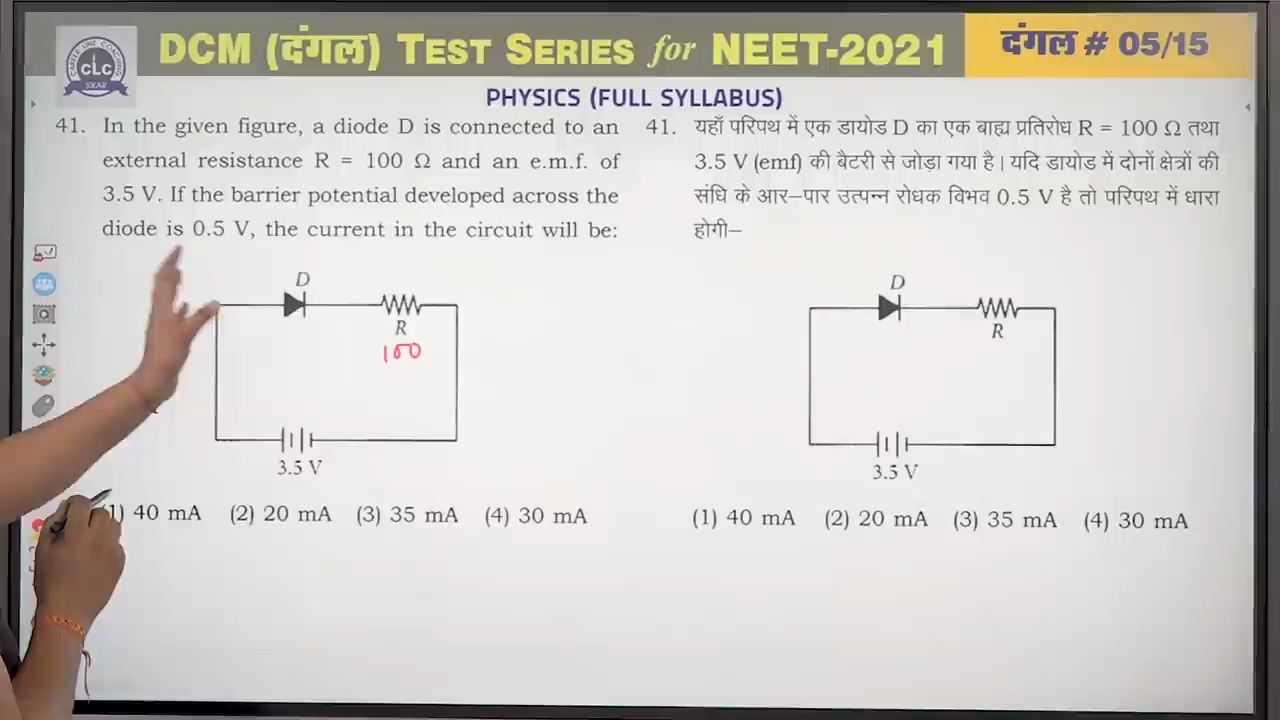 DCM (दंगल) TEST SERIES for NEET-2021
दंगल # 05/15
CLC
SIKAR
PHYSICS (FULL SYLLABUS)
41. In the given figure, a diode D is connected to an
external resistance R = 100 Ω and an e.m.f. of
3.5 V. If the barrier potential developed across the
diode is 0.5 V, the current in the circuit will be:
D
R
100
3.5 V
(1) 40 mA (2) 20 mA (3) 35 mA (4) 30 mA
41. यहाँ परिपथ में एक डायोड D का एक बाह्य प्रतिरोध R = 100 Ω तथा
3.5 V (emf) की बैटरी से जोड़ा गया है। यदि डायोड में दोनों क्षेत्रों की
संधि के आर-पार उत्पन्न रोधक विभव 0.5 V है तो परिपथ में धारा
होगी–
D
R
3.5 V
(1) 40 mA (2) 20 mA (3) 35 mA (4) 30 mA